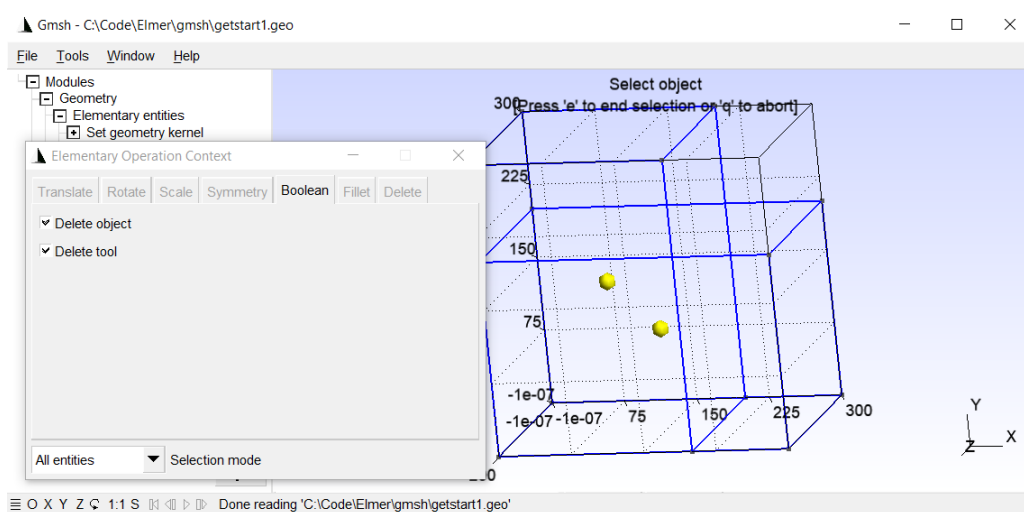 Gmsh - C:\Code\Elmer\gmsh\getstart1.geo
File Tools Window Help
Modules
Geometry
Elementary entities
Set geometry kernel
Elementary Operation Context
Translate Rotate Scale Symmetry Boolean Fillet Delete
Delete object
Delete tool
All entities Selection mode
Select object
[Press 'e' to end selection or 'q' to abort]
300
225
150
75
-1e-07
-1e-07 -1e-07 75 150 225 300
Y
X
Z
O X Y Z 1:1 S Done reading 'C:\Code\Elmer\gmsh\getstart1.geo'